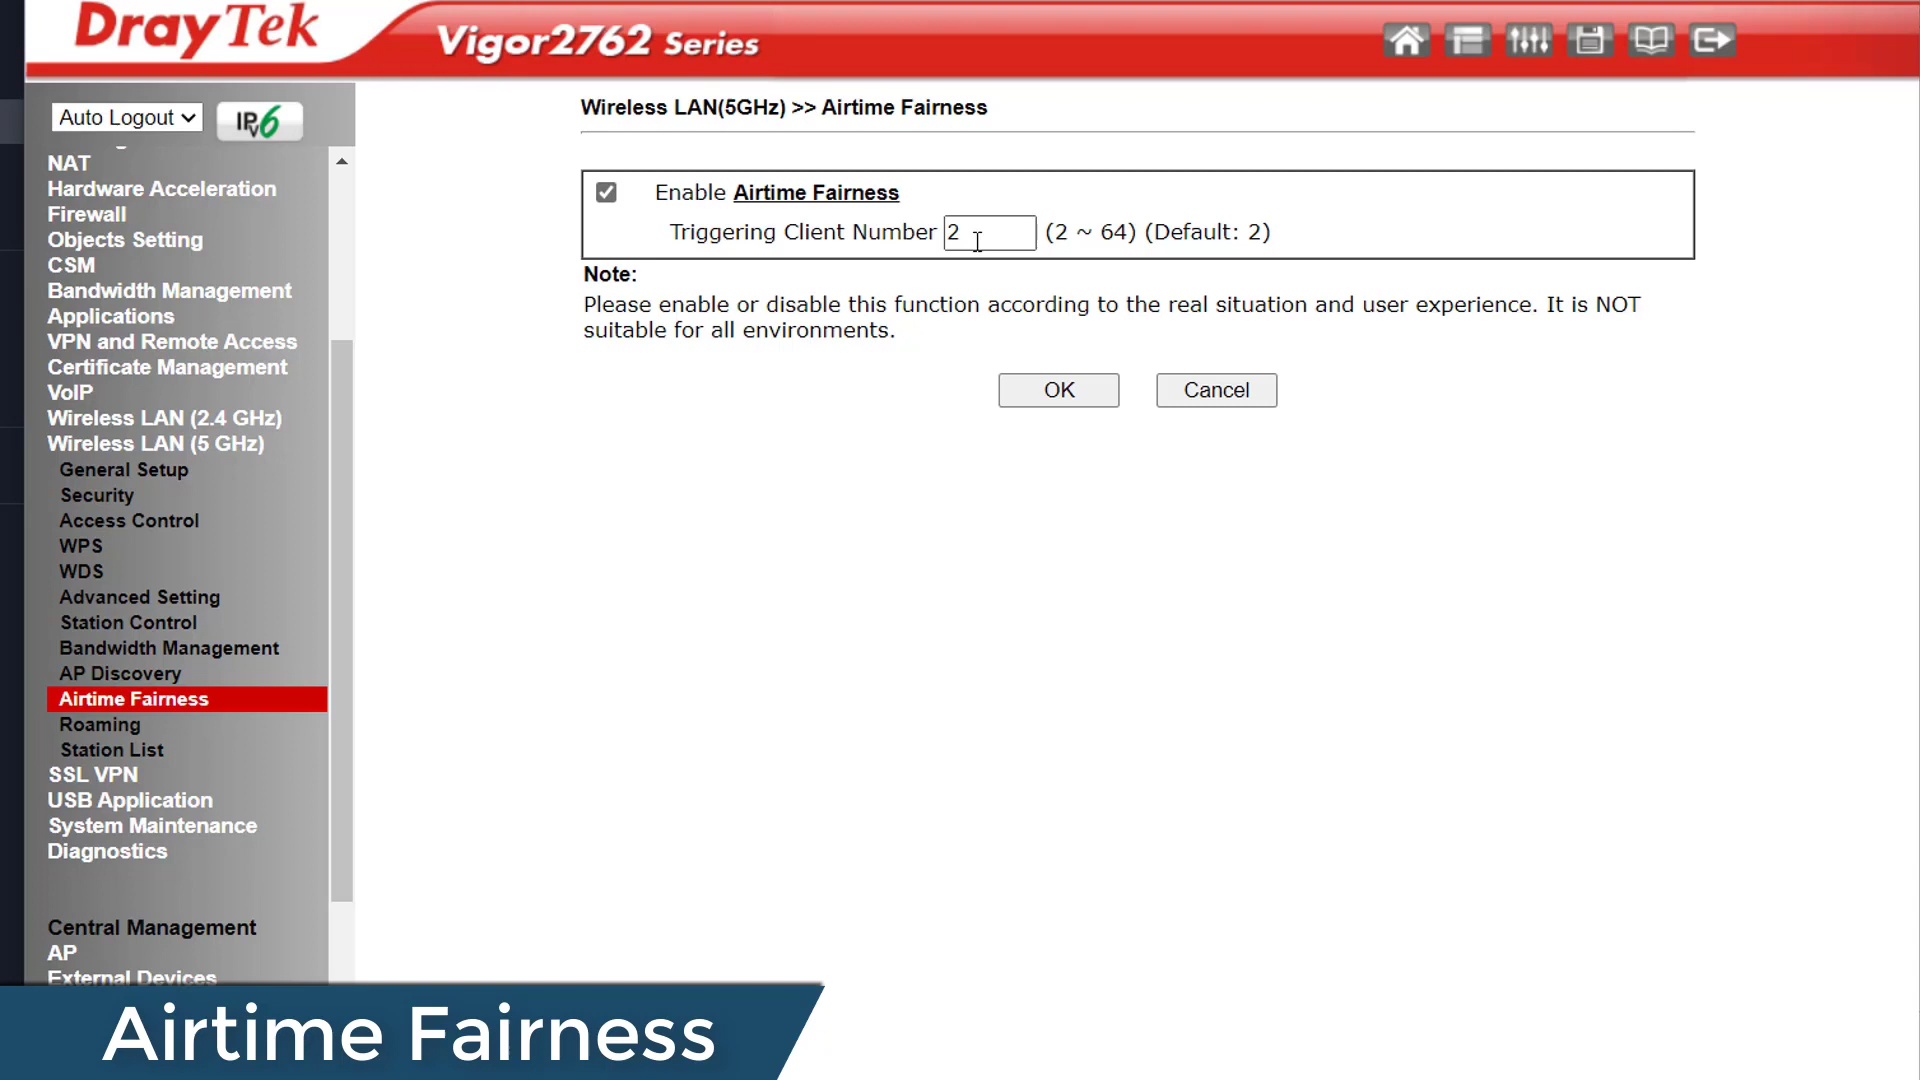 DrayTek
Vigor2762 Series
Auto Logout
IPv6
NAT
Hardware Acceleration
Firewall
Objects Setting
CSM
Bandwidth Management
Applications
VPN and Remote Access
Certificate Management
VoIP
Wireless LAN (2.4 GHz)
Wireless LAN (5 GHz)
General Setup
Security
Access Control
WPS
WDS
Advanced Setting
Station Control
Bandwidth Management
AP Discovery
Airtime Fairness
Roaming
Station List
SSL VPN
USB Application
System Maintenance
Diagnostics
Central Management
AP
External Devices
Wireless LAN(5GHz) >> Airtime Fairness
Enable Airtime Fairness
Triggering Client Number 2 (2 ~ 64) (Default: 2)
Note:
Please enable or disable this function according to the real situation and user experience. It is NOT
suitable for all environments.
OK Cancel
Airtime Fairness